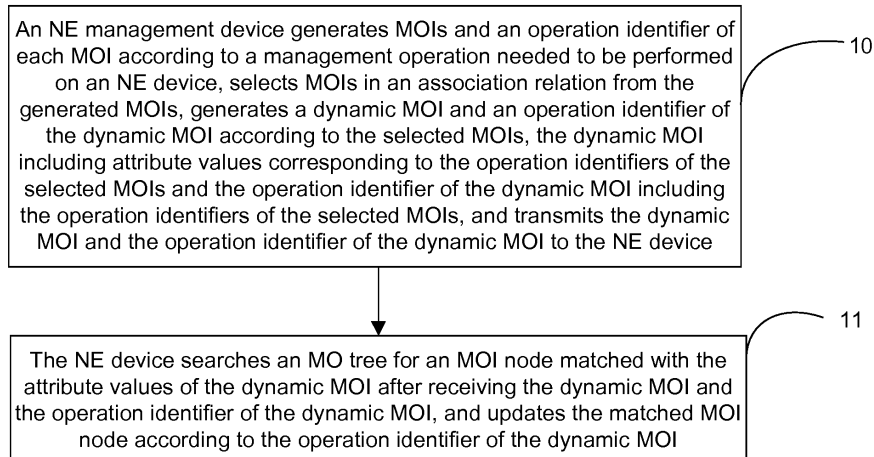 An NE management device generates MOIs and an operation identifier of
each MOI according to a management operation needed to be performed
on an NE device, selects MOIs in an association relation from the
generated MOIs, generates a dynamic MOI and an operation identifier of
the dynamic MOI according to the selected MOIs, the dynamic MOI
including attribute values corresponding to the operation identifiers of the
selected MOIs and the operation identifier of the dynamic MOI including
the operation identifiers of the selected MOIs, and transmits the dynamic
MOI and the operation identifier of the dynamic MOI to the NE device
10
11
The NE device searches an MO tree for an MOI node matched with the
attribute values of the dynamic MOI after receiving the dynamic MOI and
the operation identifier of the dynamic MOI, and updates the matched MOI
node according to the operation identifier of the dynamic MOI